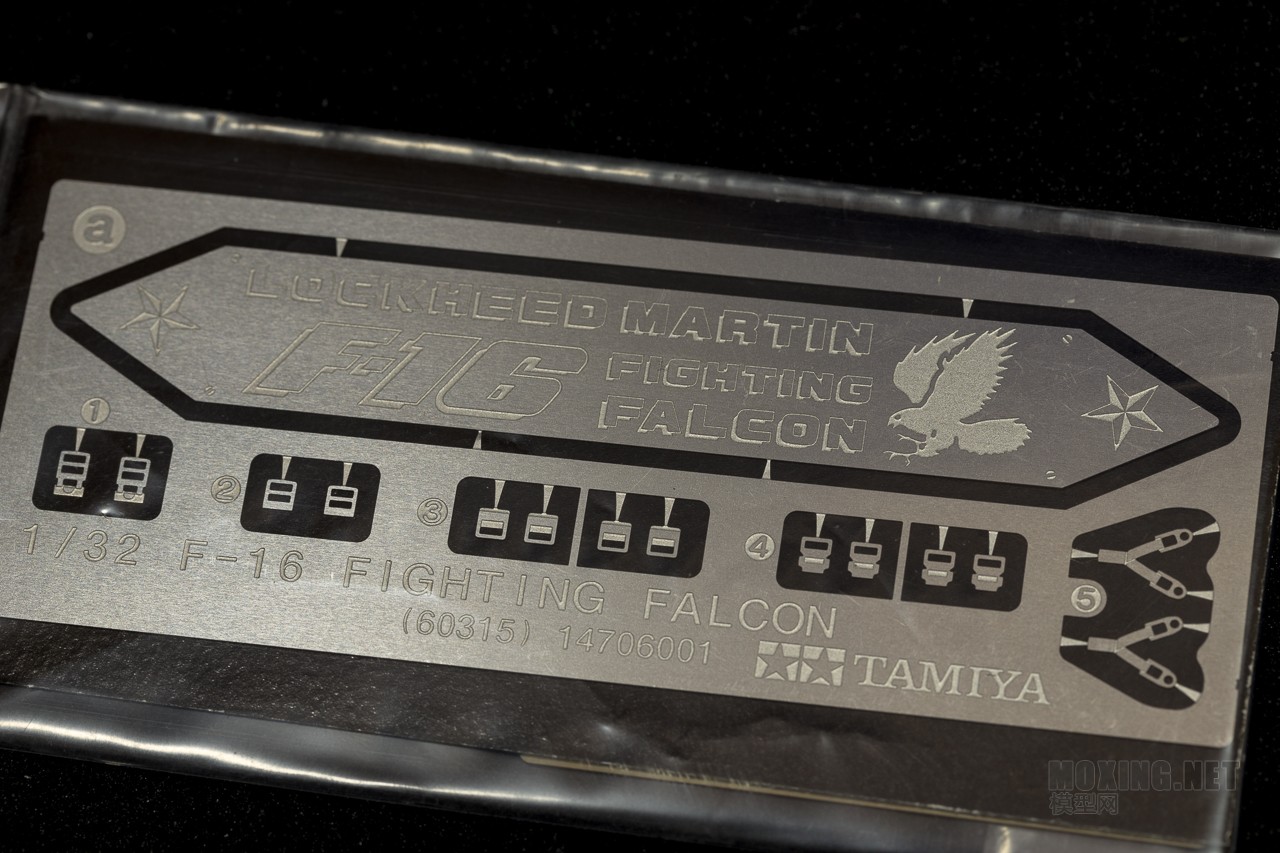 a
LOCKHEED MARTIN
F-16 FIGHTING
FALCON
1
2
3
4
5
1/32 F-16 FIGHTING FALCON
(60315) 14706001
TAMIYA
MOXING.NET
模型网